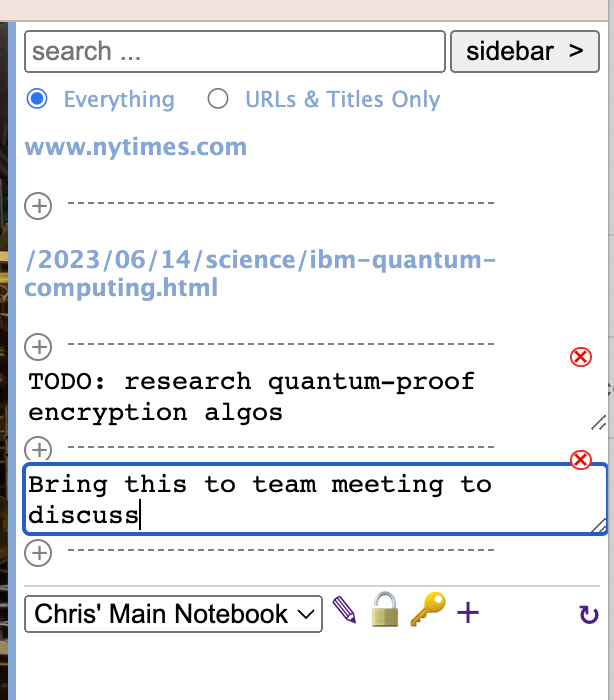 search ...
sidebar >
Everything
URLs & Titles Only
www.nytimes.com
/2023/06/14/science/ibm-quantum-
computing.html
TODO: research quantum-proof
encryption algos
Bring this to team meeting to
discuss
Chris' Main Notebook